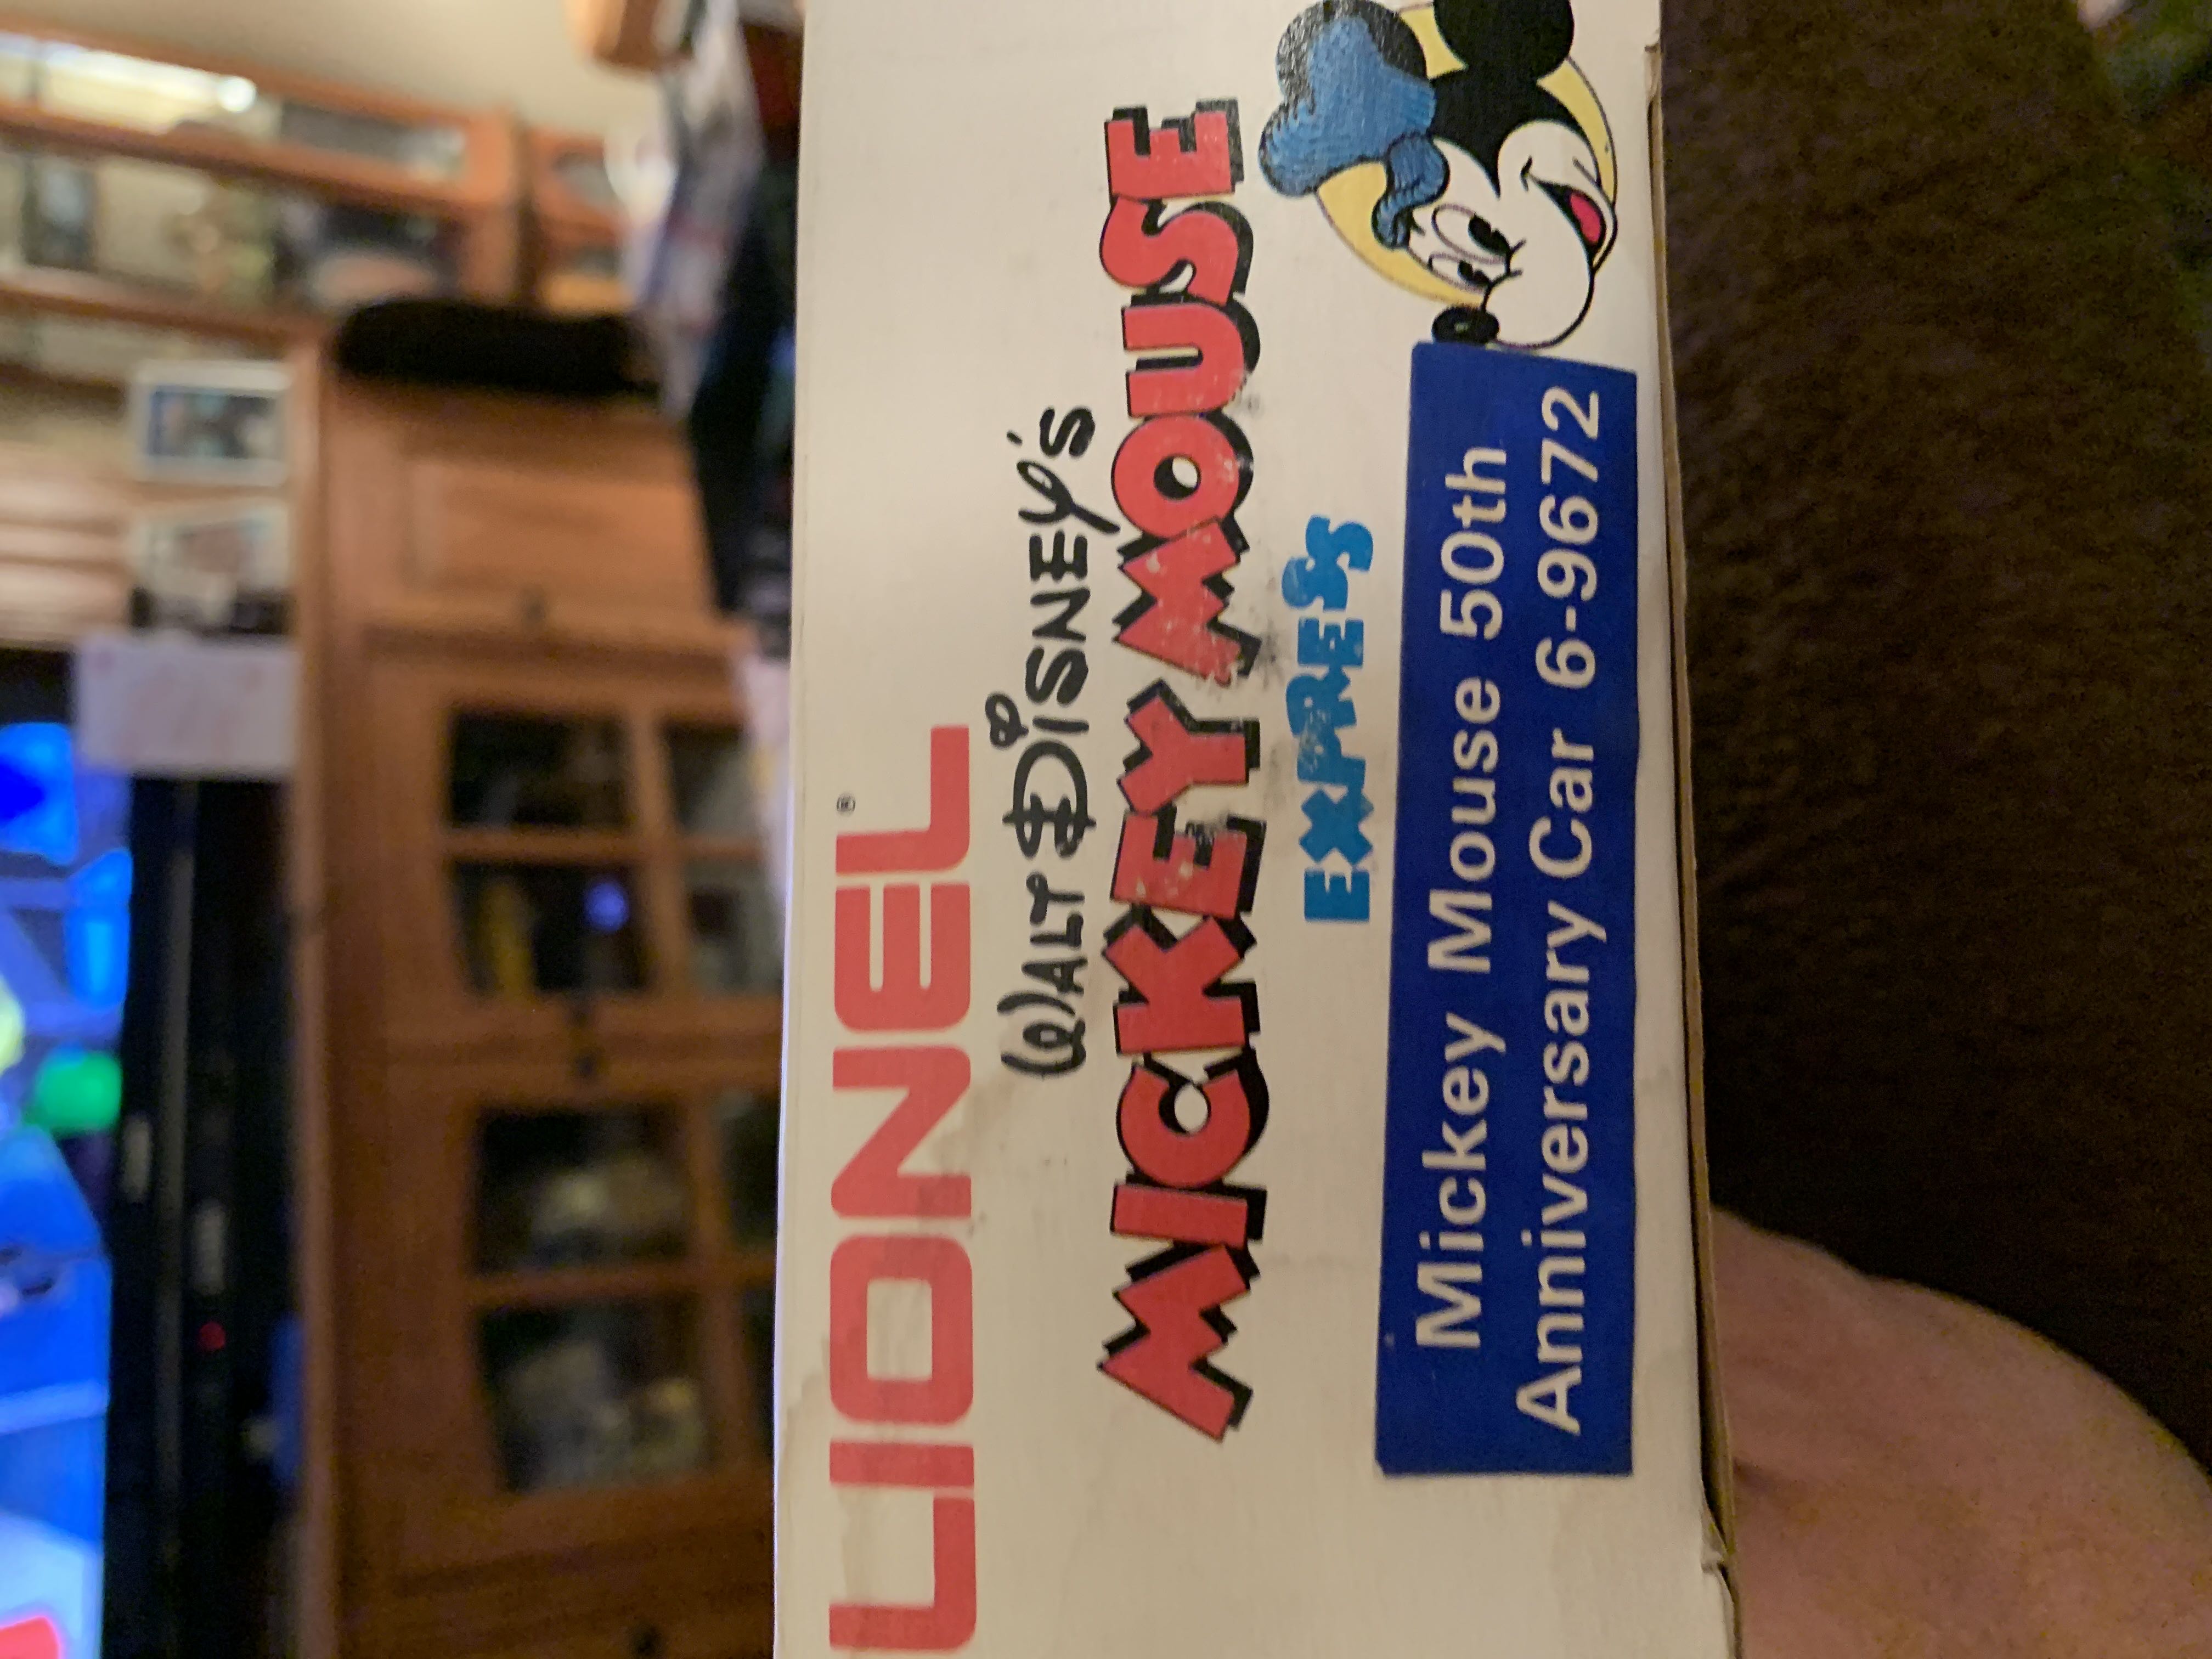 LIONEL®
WALT DISNEY'S
MICKEY MOUSE
EXPRESS
Mickey Mouse 50th
Anniversary Car 6-9672